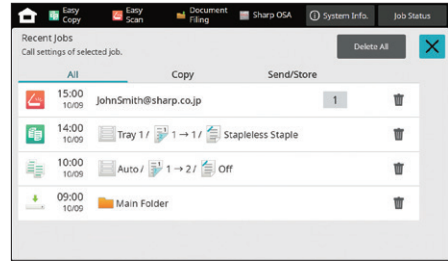 Easy Copy
Easy Scan
Document Filing
Sharp OSA
System Info.
Job Status
Recent Jobs
Call settings of selected job.
Delete All
All
Copy
Send/Store
15:00
10/09
JohnSmith@sharp.co.jp
1
14:00
10/09
Tray 1 / 1 → 1 / Stapleless Staple
10:00
10/09
Auto / 1 → 2 / Off
09:00
10/09
Main Folder